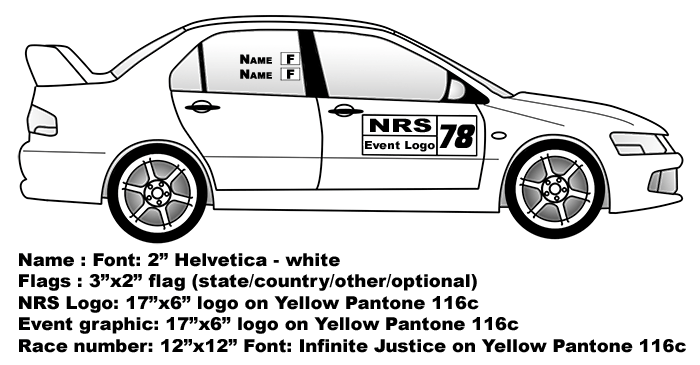 NAME F
NAME F
NRS 78
Event Logo
Name : Font: 2” Helvetica - white
Flags : 3”x2” flag (state/country/other/optional)
NRS Logo: 17”x6” logo on Yellow Pantone 116c
Event graphic: 17”x6” logo on Yellow Pantone 116c
Race number: 12”x12” Font: Infinite Justice on Yellow Pantone 116c